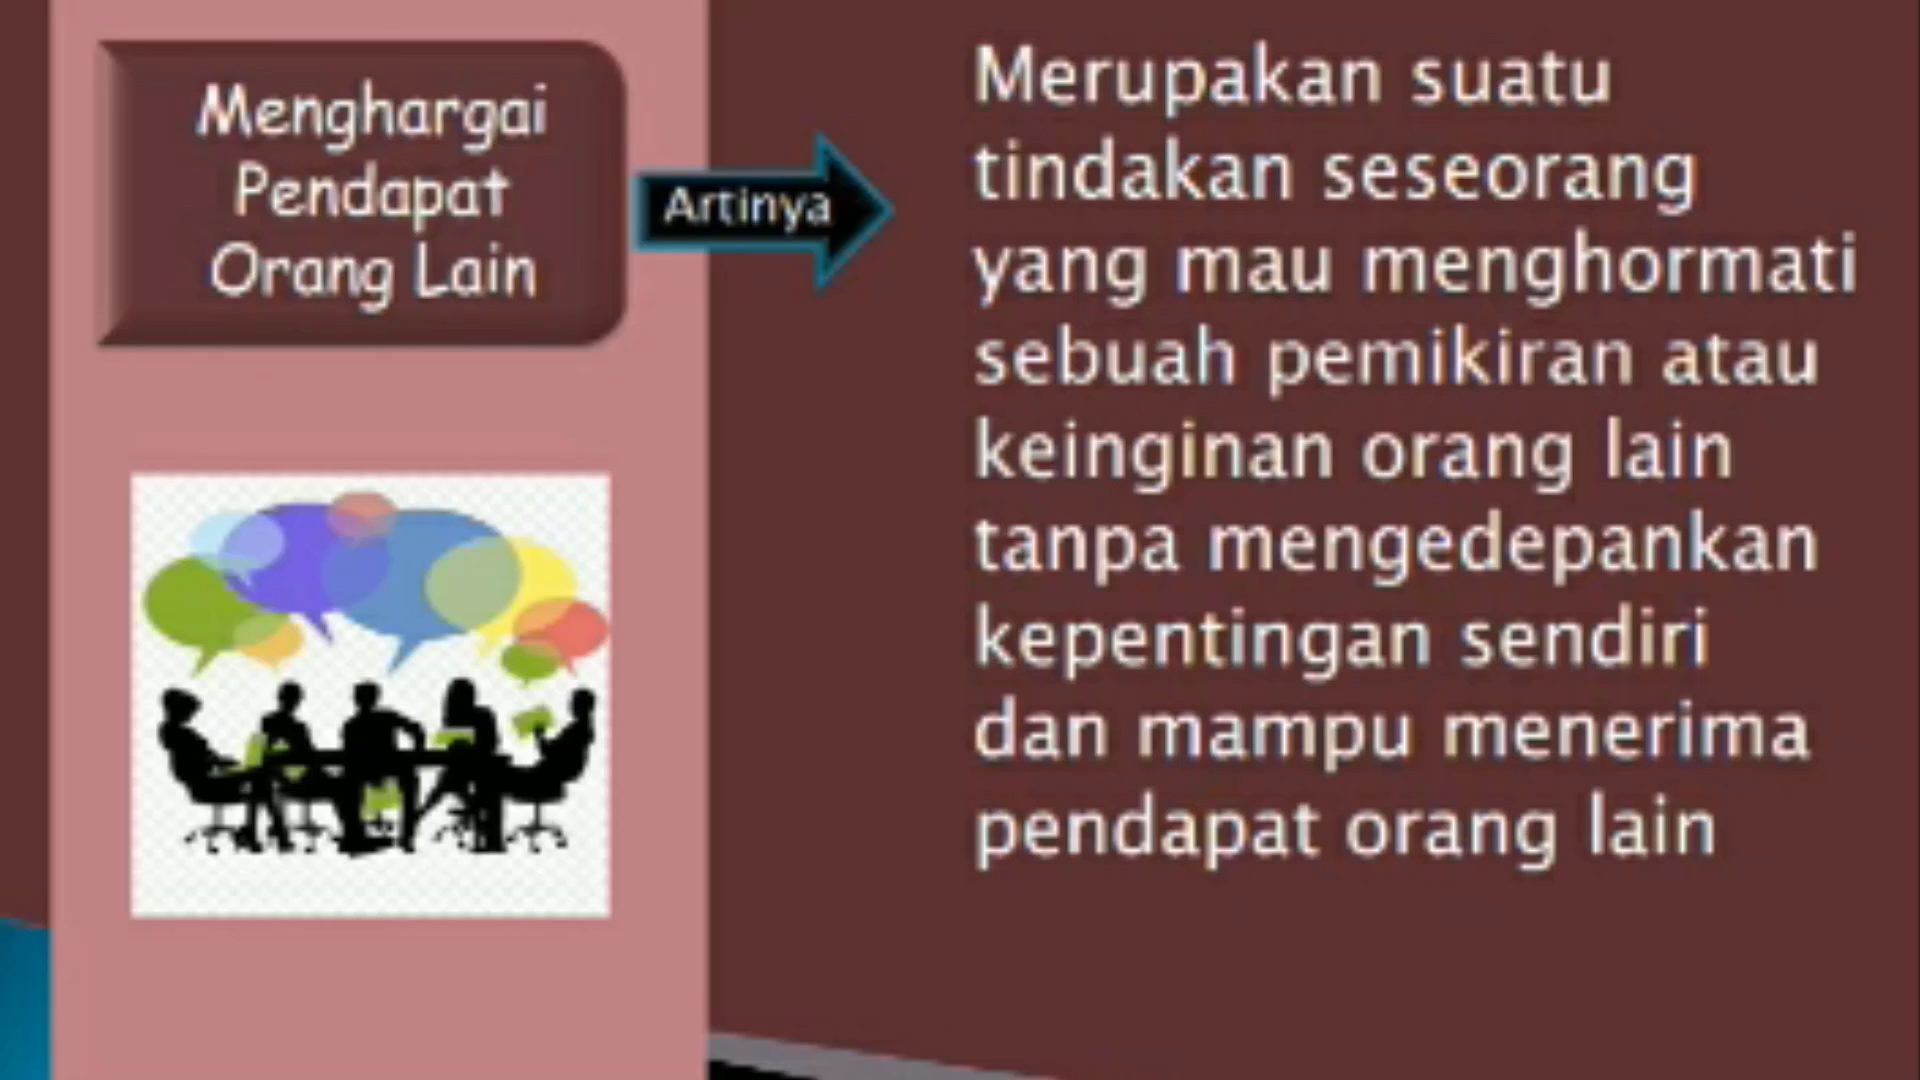 Menghargai
Pendapat
Orang Lain
Artinya
Merupakan suatu
tindakan seseorang
yang mau menghormati
sebuah pemikiran atau
keinginan orang lain
tanpa mengedepankan
kepentingan sendiri
dan mampu menerima
pendapat orang lain